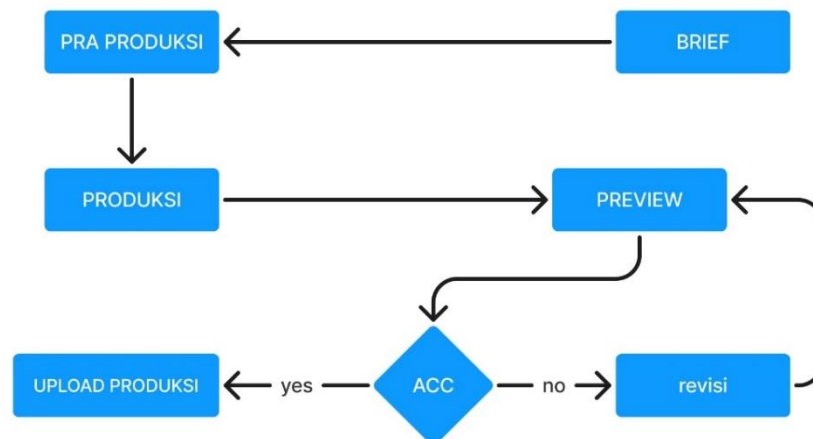 PRA PRODUKSI
BRIEF
PRODUKSI
PREVIEW
UPLOAD PRODUKSI
yes
ACC
no
revisi